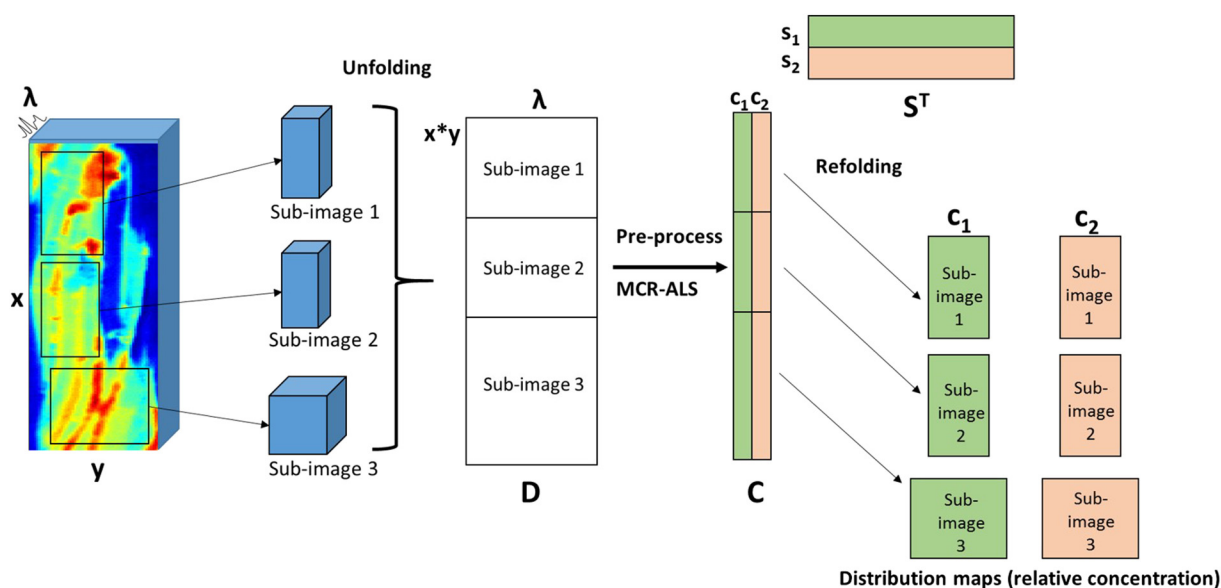 λ
x
y
Unfolding
Sub-image 1
Sub-image 2
Sub-image 3
λ
x*y
Sub-image 1
Sub-image 2
Sub-image 3
D
Pre-process
MCR-ALS
c₁ c₂
C
s₁
s₂
Sᵀ
Refolding
c₁
Sub-
image
1
Sub-
image
2
Sub-
image
3
c₂
Sub-
image
1
Sub-
image
2
Sub-
image
3
Distribution maps (relative concentration)